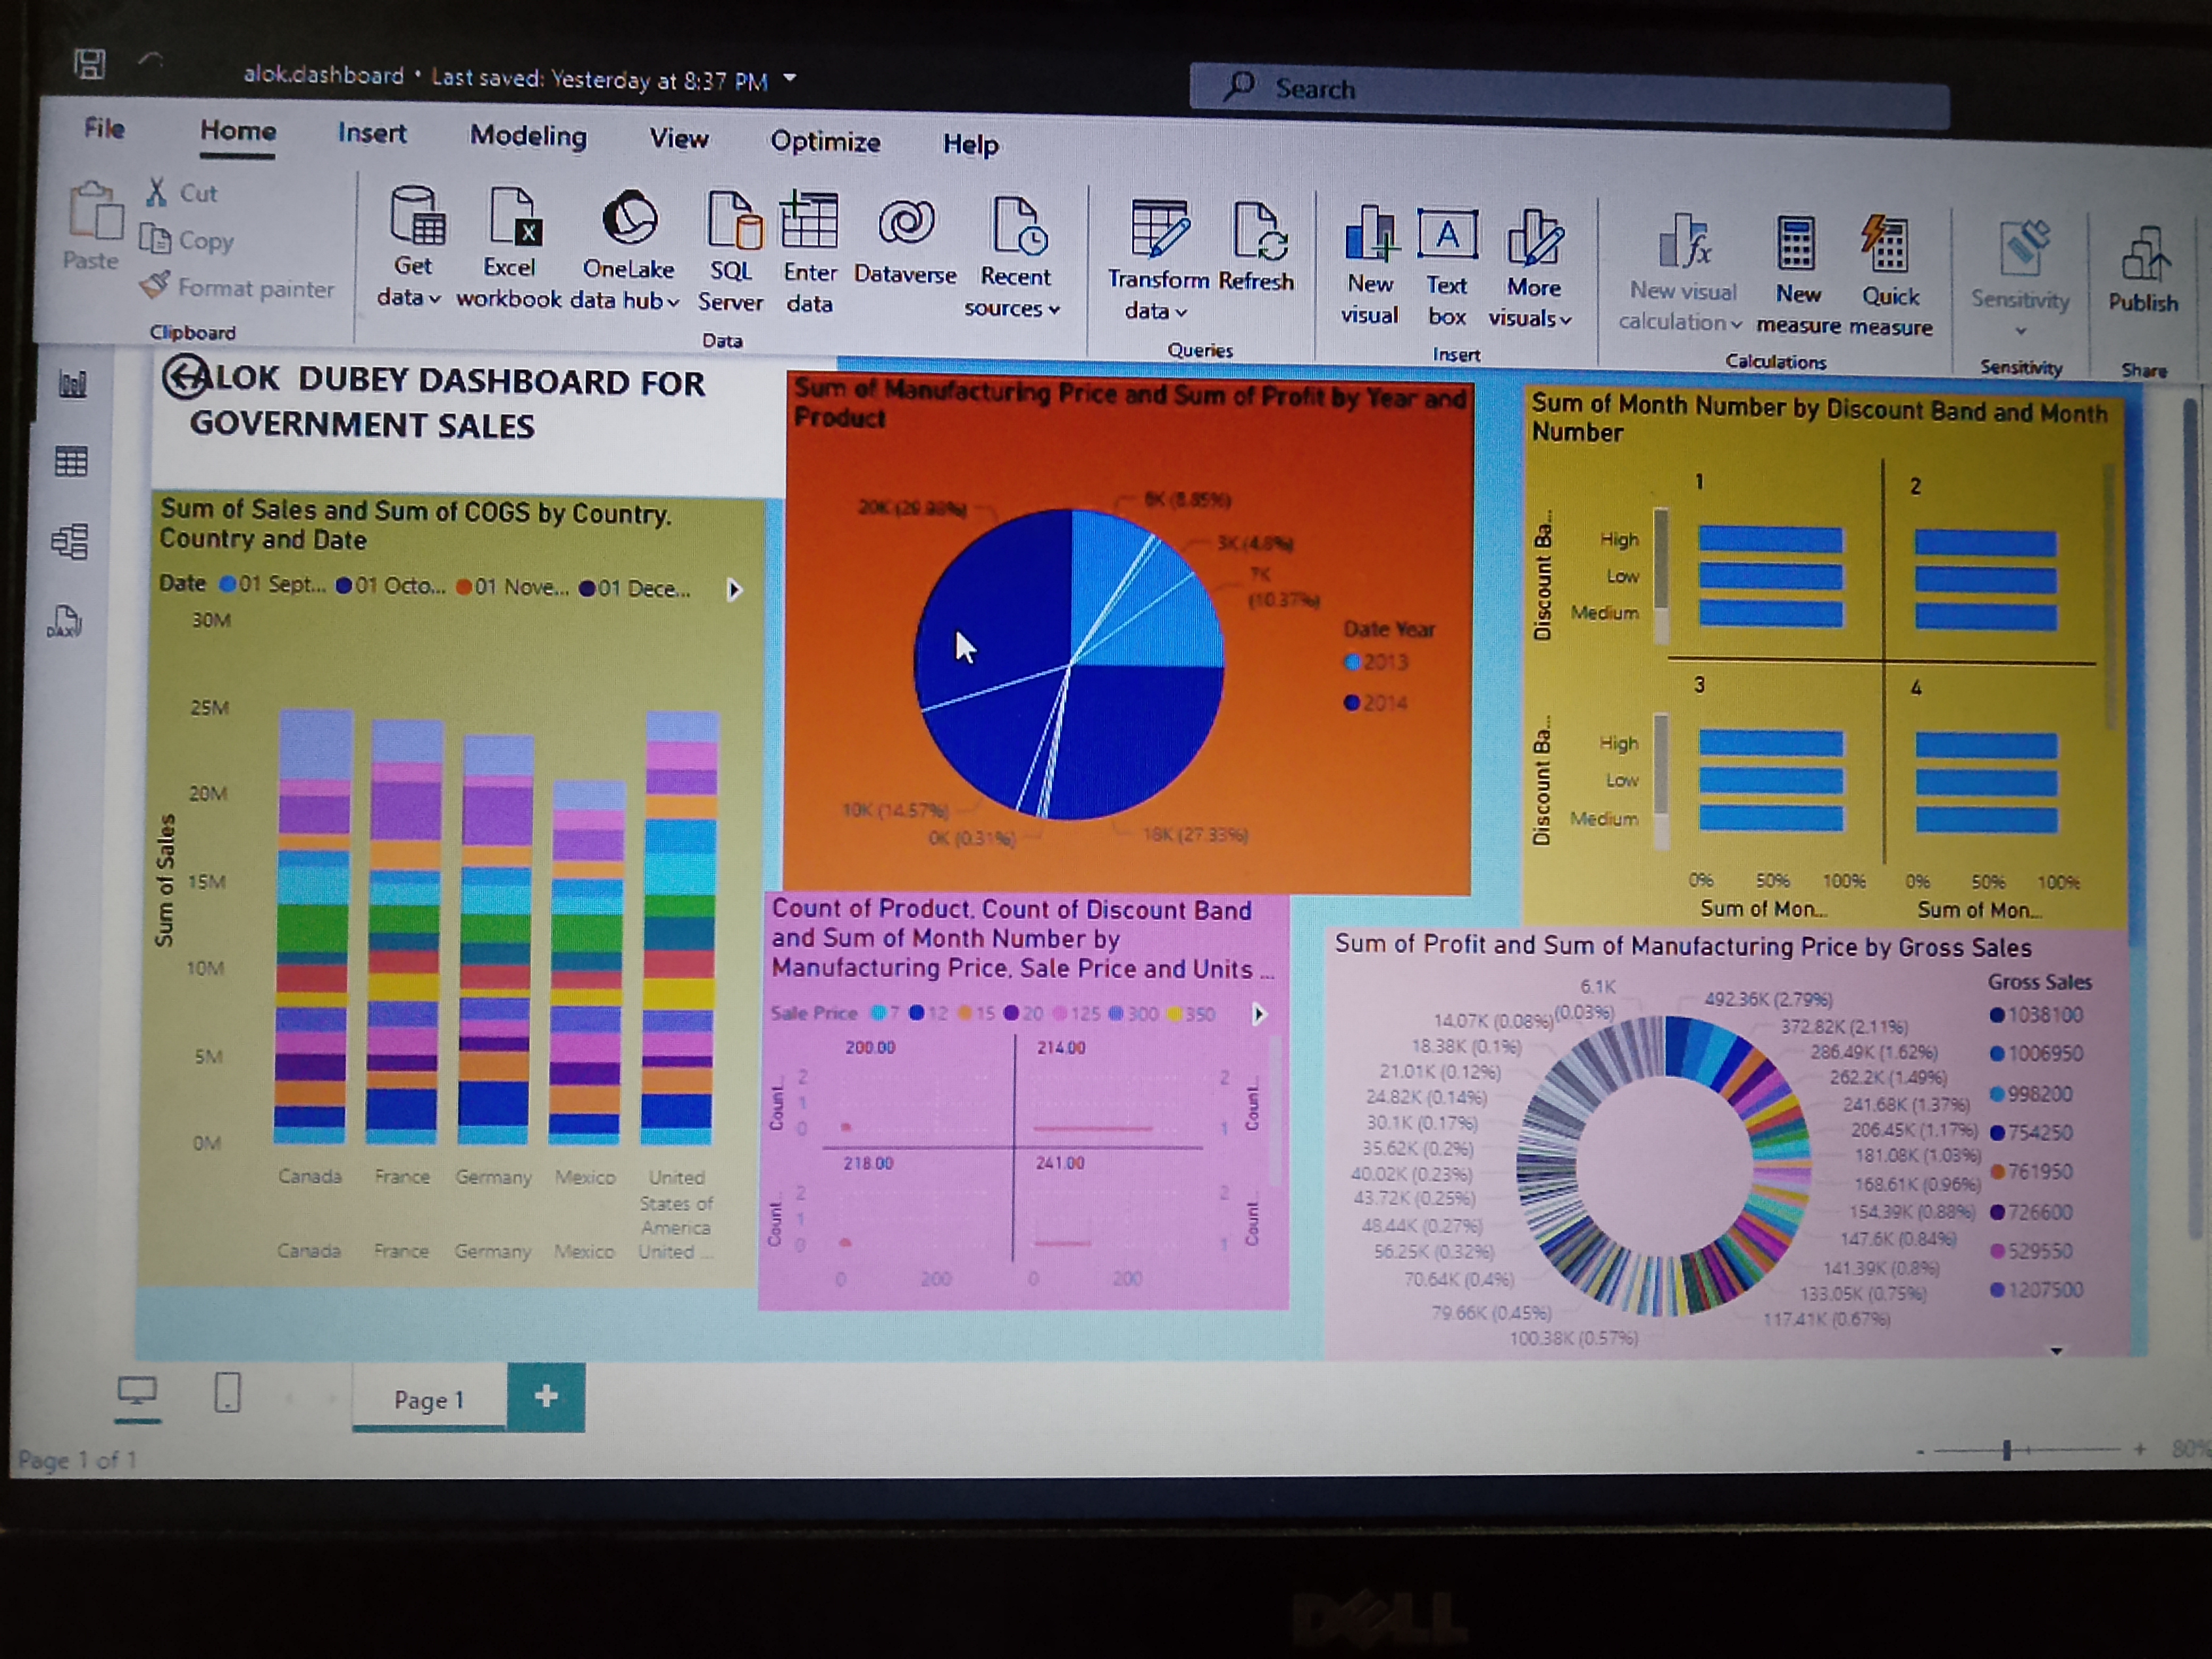 alok.dashboard • Last saved: Yesterday at 8:37 PM
Search
File Home Insert Modeling View Optimize Help
Paste
Cut
Copy
Format painter
Clipboard
Get data
Excel workbook
OneLake data hub
SQL Server
Enter data
Dataverse
Recent sources
Data
Transform data
Refresh
Queries
New visual
Text box
More visuals
Insert
New visual calculation
New measure
Quick measure
Calculations
Sensitivity
Sensitivity
Publish
Share
DAX
ALOK DUBEY DASHBOARD FOR
GOVERNMENT SALES
Sum of Sales and Sum of COGS by Country,
Country and Date
Date 01 Sept... 01 Octo... 01 Nove... 01 Dece...
Sum of Sales
30M
25M
20M
15M
10M
5M
0M
Canada France Germany Mexico United
States of
America
Canada France Germany Mexico United ...
Sum of Manufacturing Price and Sum of Profit by Year and
Product
20K (29.98%)
6K (8.85%)
3K (4.8%)
7K
(10.37%)
18K (27.33%)
0K (0.31%)
10K (14.57%)
Date Year
2013
2014
Sum of Month Number by Discount Band and Month
Number
1 2
Discount Ba...
High
Low
Medium
3 4
Discount Ba...
High
Low
Medium
0% 50% 100% 0% 50% 100%
Sum of Mon... Sum of Mon...
Count of Product, Count of Discount Band
and Sum of Month Number by
Manufacturing Price, Sale Price and Units ...
Sale Price 7 12 15 20 125 300 350
200.00 214.00
Count...
2
1
0
2
1
Count...
218.00 241.00
Count...
2
1
0
2
1
Count...
0 200 0 200
Sum of Profit and Sum of Manufacturing Price by Gross Sales
6.1K
(0.03%)
14.07K (0.08%)
18.38K (0.1%)
21.01K (0.12%)
24.82K (0.14%)
30.1K (0.17%)
35.62K (0.2%)
40.02K (0.23%)
43.72K (0.25%)
48.44K (0.27%)
56.25K (0.32%)
70.64K (0.4%)
79.66K (0.45%)
100.38K (0.57%)
492.36K (2.79%)
372.82K (2.11%)
286.49K (1.62%)
262.2K (1.49%)
241.68K (1.37%)
206.45K (1.17%)
181.08K (1.03%)
168.61K (0.96%)
154.39K (0.88%)
147.6K (0.84%)
141.39K (0.8%)
133.05K (0.75%)
117.41K (0.67%)
Gross Sales
1038100
1006950
998200
754250
761950
726600
529550
1207500
Page 1
Page 1 of 1
80%
DELL